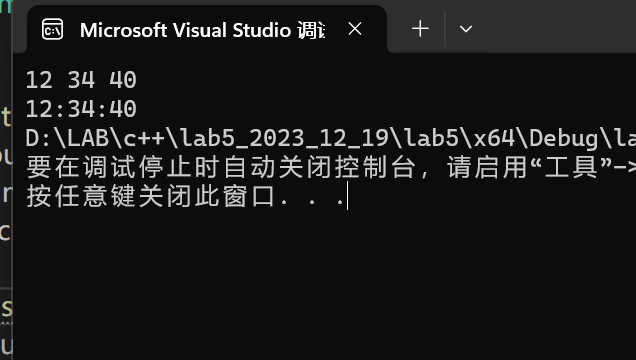 Microsoft Visual Studio 调试
12 34 40
12:34:40
D:\LAB\c++\lab5_2023_12_19\lab5\x64\Debug\la
要在调试停止时自动关闭控制台，请启用“工具”->
按任意键关闭此窗口. . .